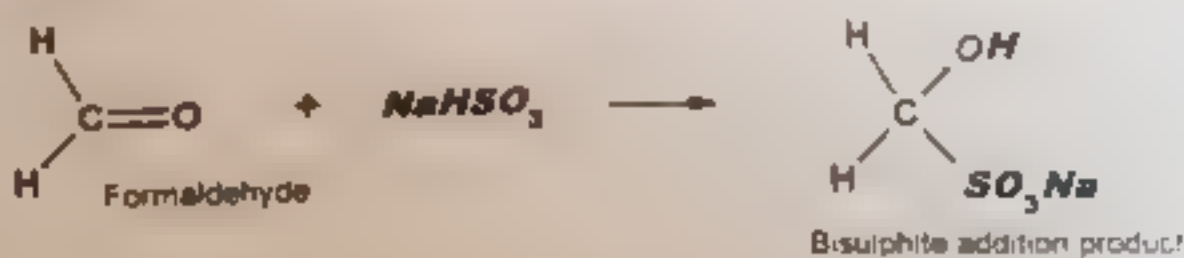 H H OH
C=O + NaHSO₃ → C
H H SO₃Na
Formaldehyde
Bisulphite addition product